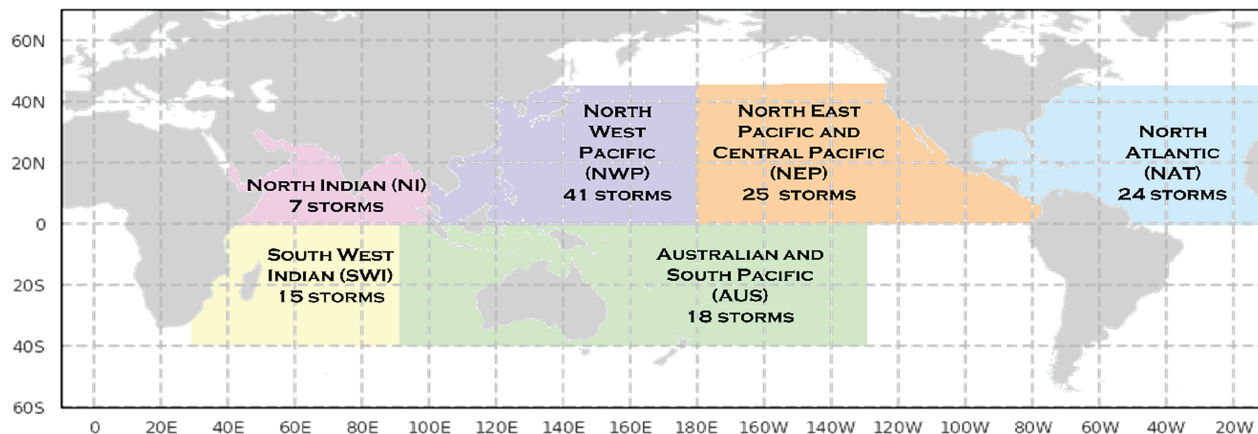 60N
40N
20N
0
20S
40S
60S
North Indian (NI)
7 storms
North
West
Pacific
(NWP)
41 storms
North East
Pacific and
Central Pacific
(NEP)
25 storms
North
Atlantic
(NAT)
24 storms
South West
Indian (SWI)
15 storms
Australian and
South Pacific
(AUS)
18 storms
0 20E 40E 60E 80E 100E 120E 140E 160E 180E 160W 140W 120W 100W 80W 60W 40W 20W